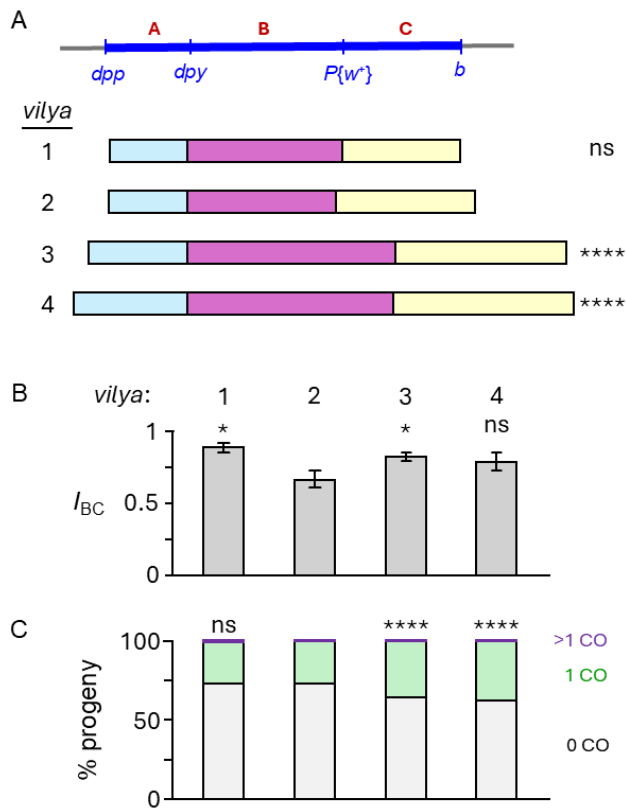 A
A B C
dpp dpy P{w+} b
vilya
1 ns
2
3 ****
4 ****
B vilya: 1 2 3 4
* * ns
1
IBC 0.5
0
C ns **** ****
100 >1 CO
1 CO
% progeny 50
0 CO
0